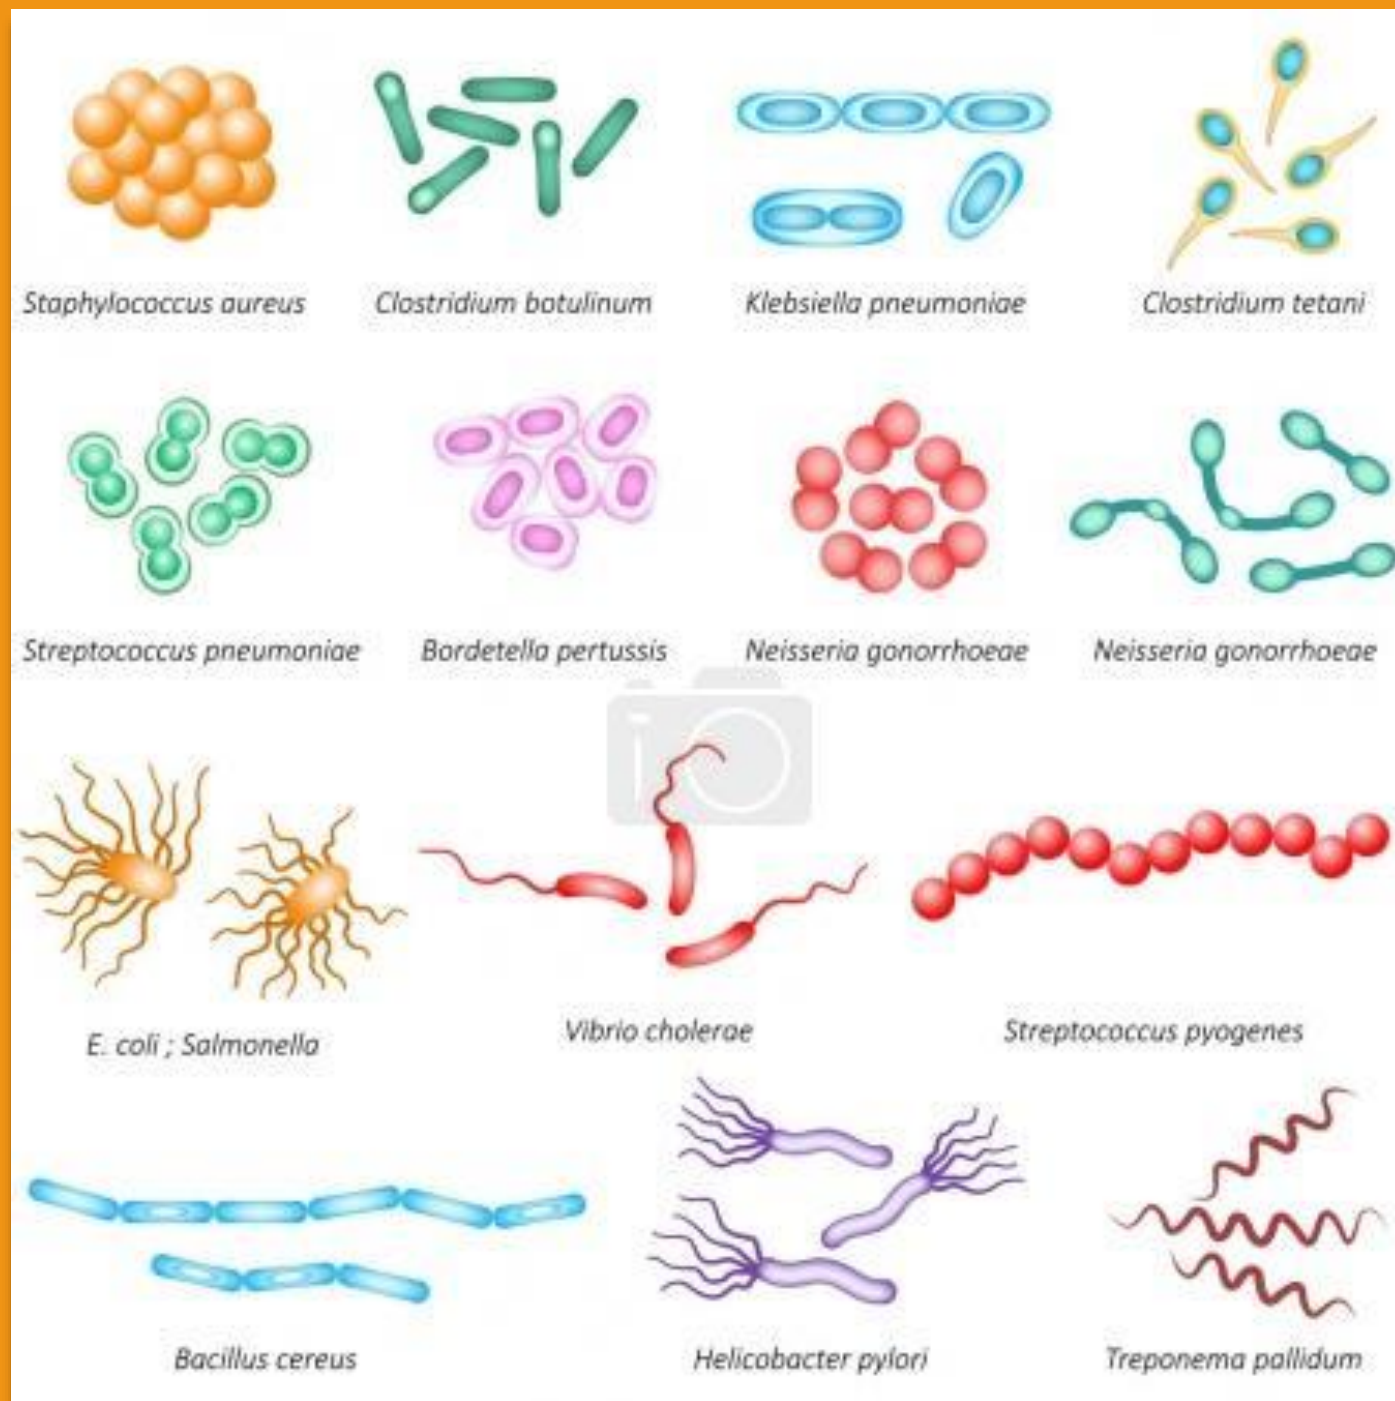 Staphylococcus aureus
Clostridium botulinum
Klebsiella pneumoniae
Clostridium tetani
Streptococcus pneumoniae
Bordetella pertussis
Neisseria gonorrhoeae
Neisseria gonorrhoeae
E. coli ; Salmonella
Vibrio cholerae
Streptococcus pyogenes
Bacillus cereus
Helicobacter pylori
Treponema pallidum